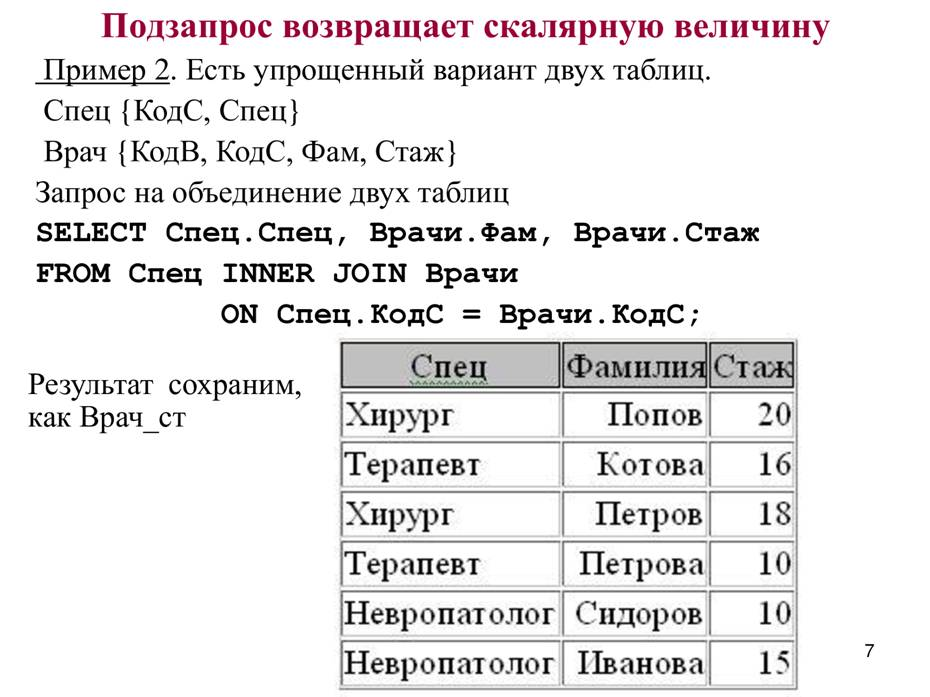 Подзапрос возвращает скалярную величину
Пример 2. Есть упрощенный вариант двух таблиц.
Спец {КодС, Спец}
Врач {КодВ, КодС, Фам, Стаж}
Запрос на объединение двух таблиц
SELECT Спец.Спец, Врачи.Фам, Врачи.Стаж
FROM Спец INNER JOIN Врачи
ON Спец.КодС = Врачи.КодС;
Результат сохраним,
как Врач_ст
Спец Фамилия Стаж
Хирург Попов 20
Терапевт Котова 16
Хирург Петров 18
Терапевт Петрова 10
Невропатолог Сидоров 10
Невропатолог Иванова 15
7